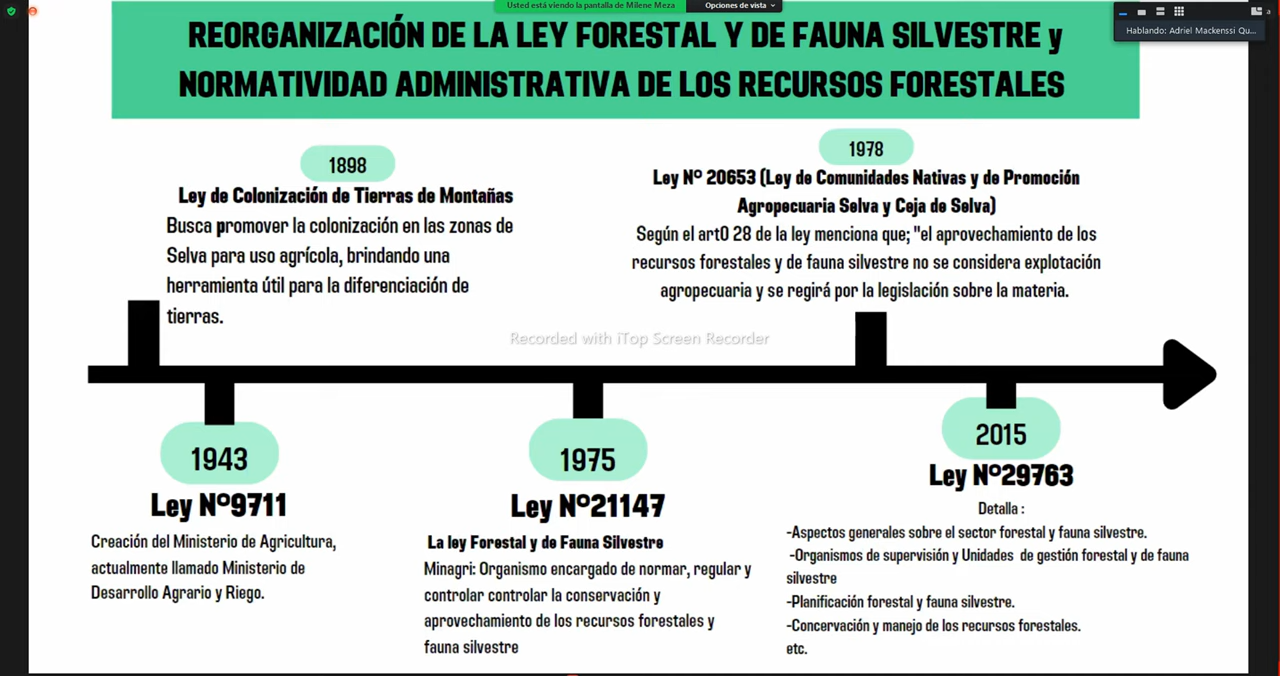 Usted está viendo la pantalla de Milene Meza
Opciones de vista
Hablando: Adriel Mackenssi Qu...
REORGANIZACIÓN DE LA LEY FORESTAL Y DE FAUNA SILVESTRE y
NORMATIVIDAD ADMINISTRATIVA DE LOS RECURSOS FORESTALES
1898
Ley de Colonización de Tierras de Montañas
Busca promover la colonización en las zonas de
Selva para uso agrícola, brindando una
herramienta útil para la diferenciación de
tierras.
1978
Ley Nº 20653 (Ley de Comunidades Nativas y de Promoción
Agropecuaria Selva y Ceja de Selva)
Según el art0 28 de la ley menciona que; "el aprovechamiento de los
recursos forestales y de fauna silvestre no se considera explotación
agropecuaria y se regirá por la legislación sobre la materia.
Recorded with iTop Screen Recorder
1943
Ley Nº9711
Creación del Ministerio de Agricultura,
actualmente llamado Ministerio de
Desarrollo Agrario y Riego.
1975
Ley Nº21147
La ley Forestal y de Fauna Silvestre
Minagri: Organismo encargado de normar, regular y
controlar controlar la conservación y
aprovechamiento de los recursos forestales y
fauna silvestre
2015
Ley Nº29763
Detalla :
-Aspectos generales sobre el sector forestal y fauna silvestre.
-Organismos de supervisión y Unidades de gestión forestal y de fauna
silvestre
-Planificación forestal y fauna silvestre.
-Concervación y manejo de los recursos forestales.
etc.